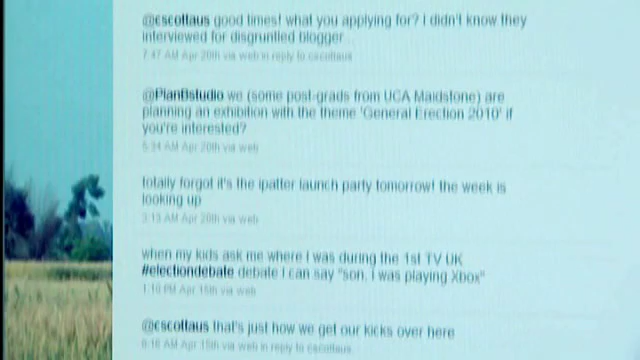 @cscottaus good times! what you applying for? I didn't know they
interviewed for disgruntled blogger...
7:47 AM Apr 20th via web in reply to cscottaus
@PlanBstudio we (some post-grads from UCA Maidstone) are
planning an exhibition with the theme 'General Erection 2010' if
you're interested?
5:34 AM Apr 20th via web
totally forgot it's the ipatter launch party tomorrow! the week is
looking up
3:13 AM Apr 20th via web
when my kids ask me where I was during the 1st TV UK
#electiondebate debate I can say "son, i was playing Xbox"
1:16 PM Apr 15th via web
@cscottaus that's just how we get our kicks over here
8:16 AM Apr 15th via web in reply to cscottaus